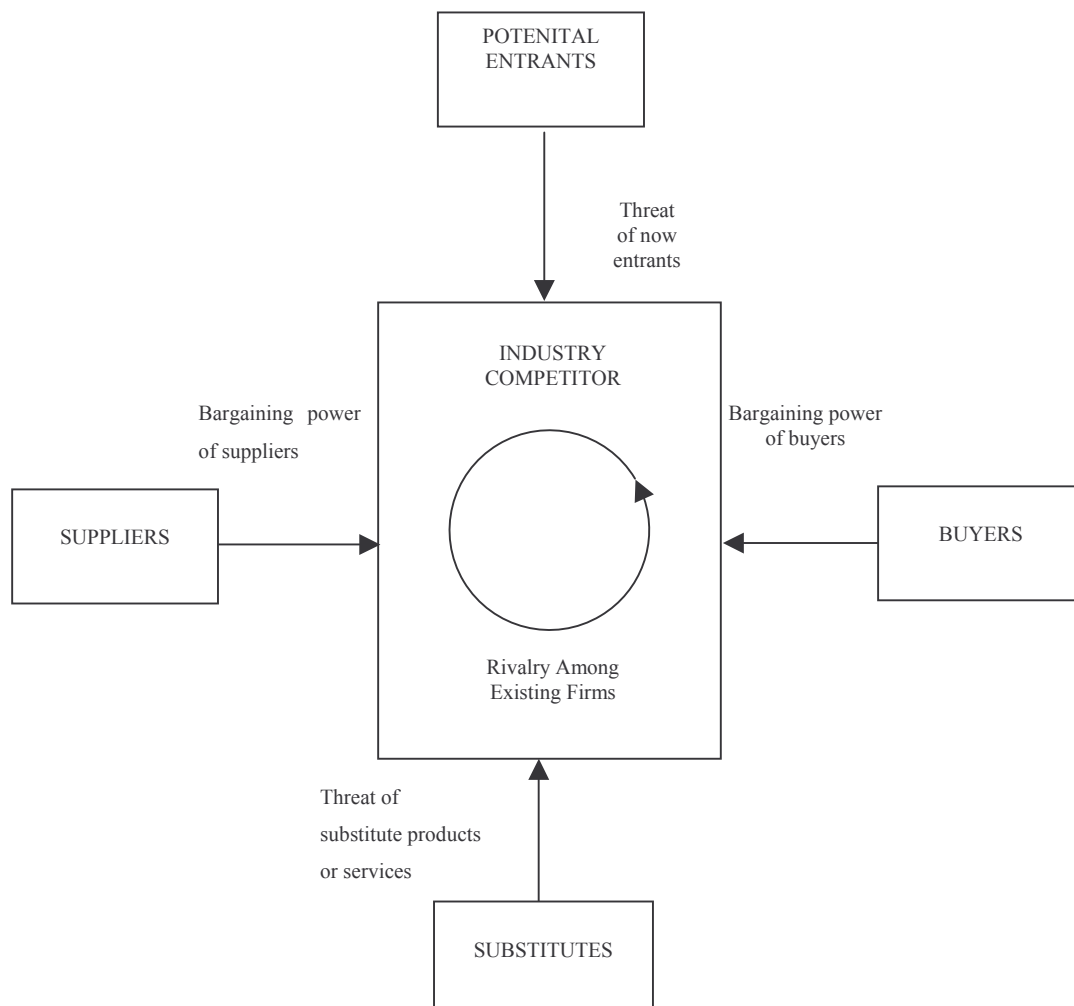 POTENITAL
ENTRANTS
Threat
of now
entrants
INDUSTRY
COMPETITOR
Bargaining power
of suppliers
Bargaining power
of buyers
SUPPLIERS
BUYERS
Rivalry Among
Existing Firms
Threat of
substitute products
or services
SUBSTITUTES